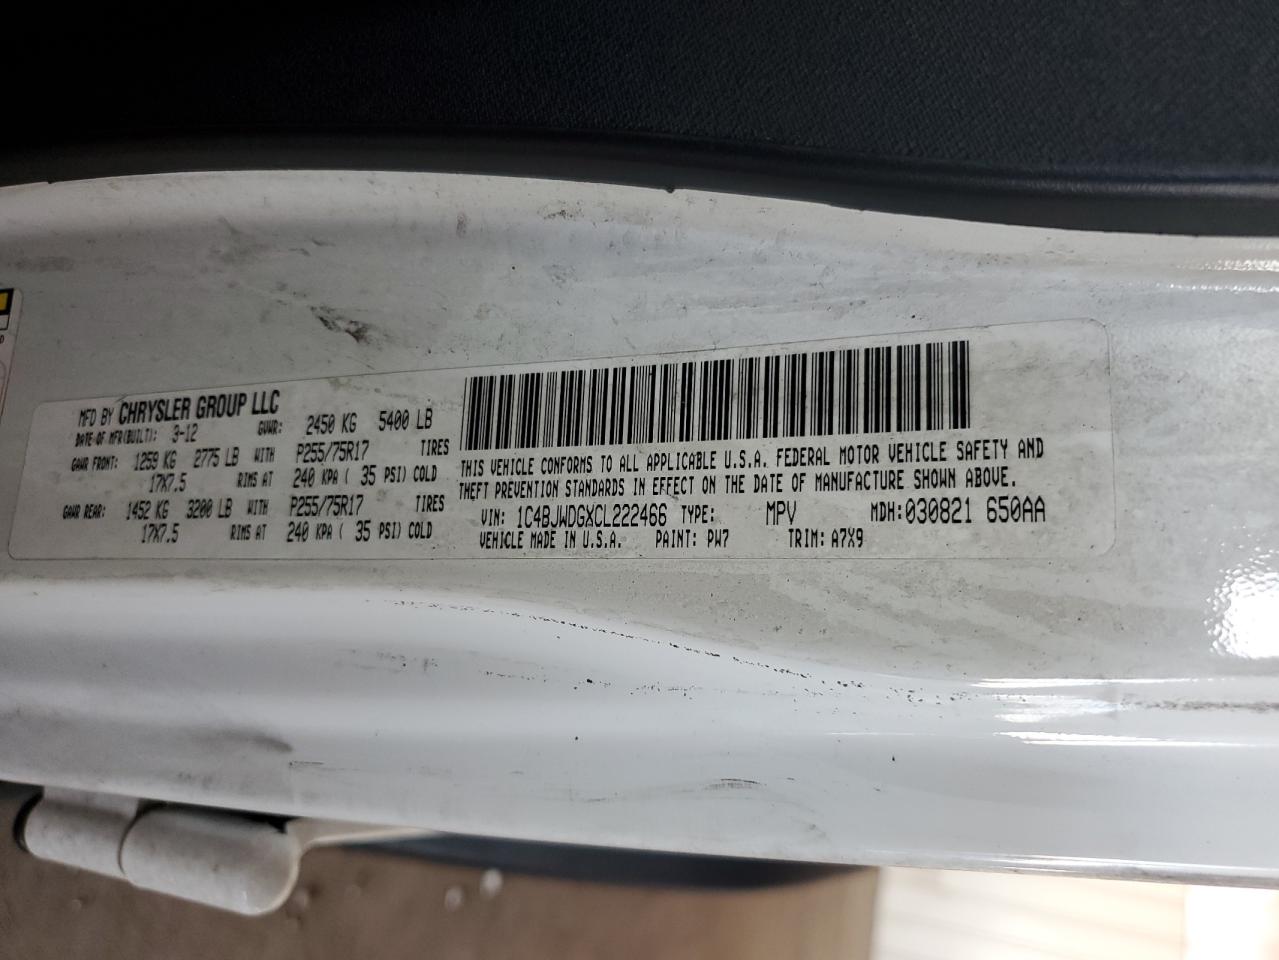 MFD BY CHRYSLER GROUP LLC
DATE OF MFR(BUILT): 3-12 GVWR: 2450 KG 5400 LB
GAWR FRONT: 1259 KG 2775 LB WITH P255/75R17 TIRES
17X7.5 RIMS AT 240 KPA ( 35 PSI) COLD
GAWR REAR: 1452 KG 3200 LB WITH P255/75R17 TIRES
17X7.5 RIMS AT 240 KPA ( 35 PSI) COLD
THIS VEHICLE CONFORMS TO ALL APPLICABLE U.S.A. FEDERAL MOTOR VEHICLE SAFETY AND
THEFT PREVENTION STANDARDS IN EFFECT ON THE DATE OF MANUFACTURE SHOWN ABOVE.
VIN: 1C4BJWDGXCL222466 TYPE: MPV MDH:030821 650AA
VEHICLE MADE IN U.S.A. PAINT: PW7 TRIM: A7X9